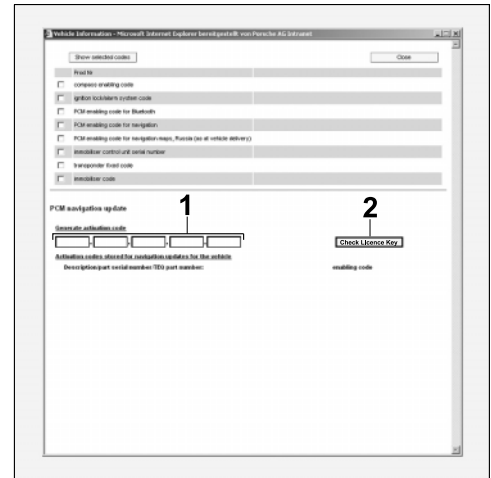 Vehicle Information - Microsoft Internet Explorer bereitgestellt von Porsche AG Intranet
Show selected codes
Close
Prod Nr
compass enabling code
ignition lock/alarm system code
PCM enabling code for Bluetooth
PCM enabling code for navigation
PCM enabling code for navigation maps, Russia (as at vehicle delivery)
immobiliser control unit serial number
transponder fixed code
immobiliser code
PCM navigation update
1
2
Generate activation code
Check Licence Key
Activation codes stored for navigation updates for the vehicle
Description/part serial number/TEQ part number:
enabling code